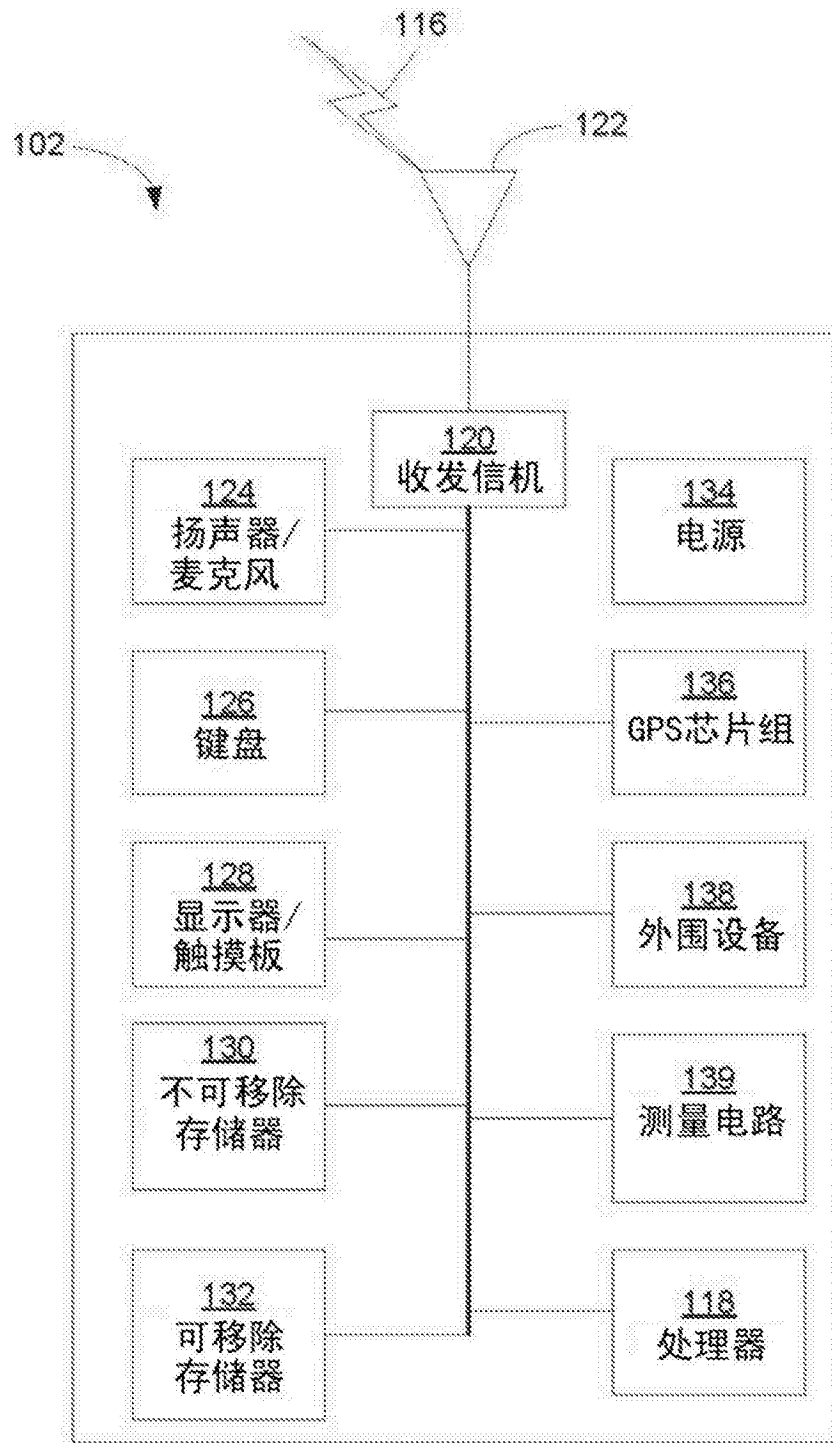 116
102
122
120
收发信机
124
扬声器/
麦克风
134
电源
126
键盘
136
GPS芯片组
128
显示器/
触摸板
138
外围设备
130
不可移除
存储器
139
测量电路
132
可移除
存储器
118
处理器